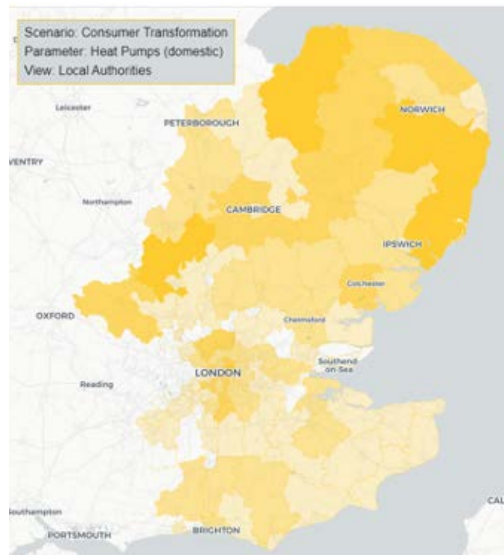 Scenario: Consumer Transformation
Parameter: Heat Pumps (domestic)
View: Local Authorities
Leicester
PETERBOROUGH
NORWICH
VENTRY
Northampton
CAMBRIDGE
IPSWICH
Colchester
OXFORD
Chelmsford
LONDON
Southend-
on-Sea
Reading
Southampton
CAL
PORTSMOUTH
BRIGHTON